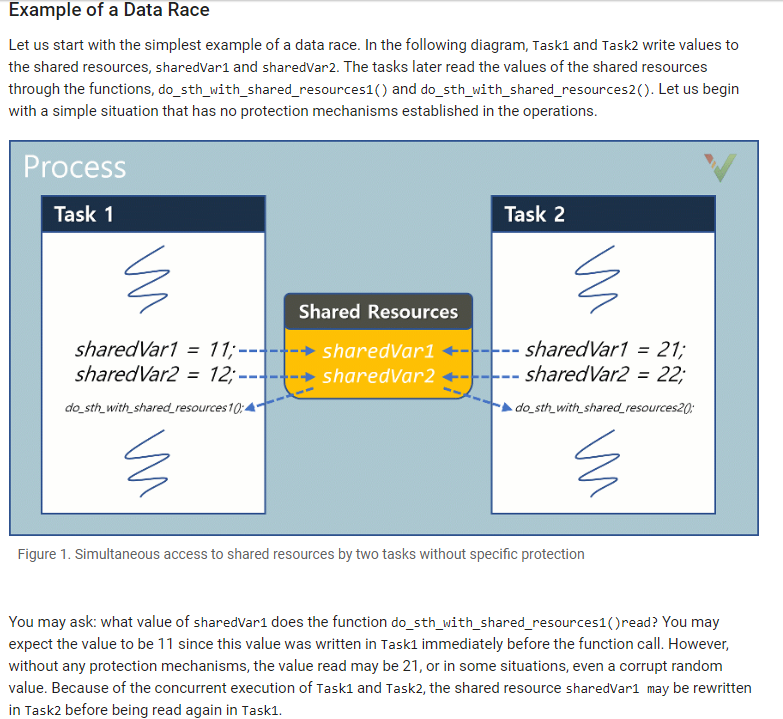 Example of a Data Race
Let us start with the simplest example of a data race. In the following diagram, Task1 and Task2 write values to
the shared resources, sharedVar1 and sharedVar2. The tasks later read the values of the shared resources
through the functions, do_sth_with_shared_resources1() and do_sth_with_shared_resources2(). Let us begin
with a simple situation that has no protection mechanisms established in the operations.
Process
Task 1
sharedVar1 = 11;
sharedVar2 = 12;
do_sth_with_shared_resources1();
Shared Resources
sharedVar1
sharedVar2
Task 2
sharedVar1 = 21;
sharedVar2 = 22;
do_sth_with_shared_resources2();
Figure 1. Simultaneous access to shared resources by two tasks without specific protection
You may ask: what value of sharedVar1 does the function do_sth_with_shared_resources1()read? You may
expect the value to be 11 since this value was written in Task1 immediately before the function call. However,
without any protection mechanisms, the value read may be 21, or in some situations, even a corrupt random
value. Because of the concurrent execution of Task1 and Task2, the shared resource sharedVar1 may be rewritten
in Task2 before being read again in Task1.